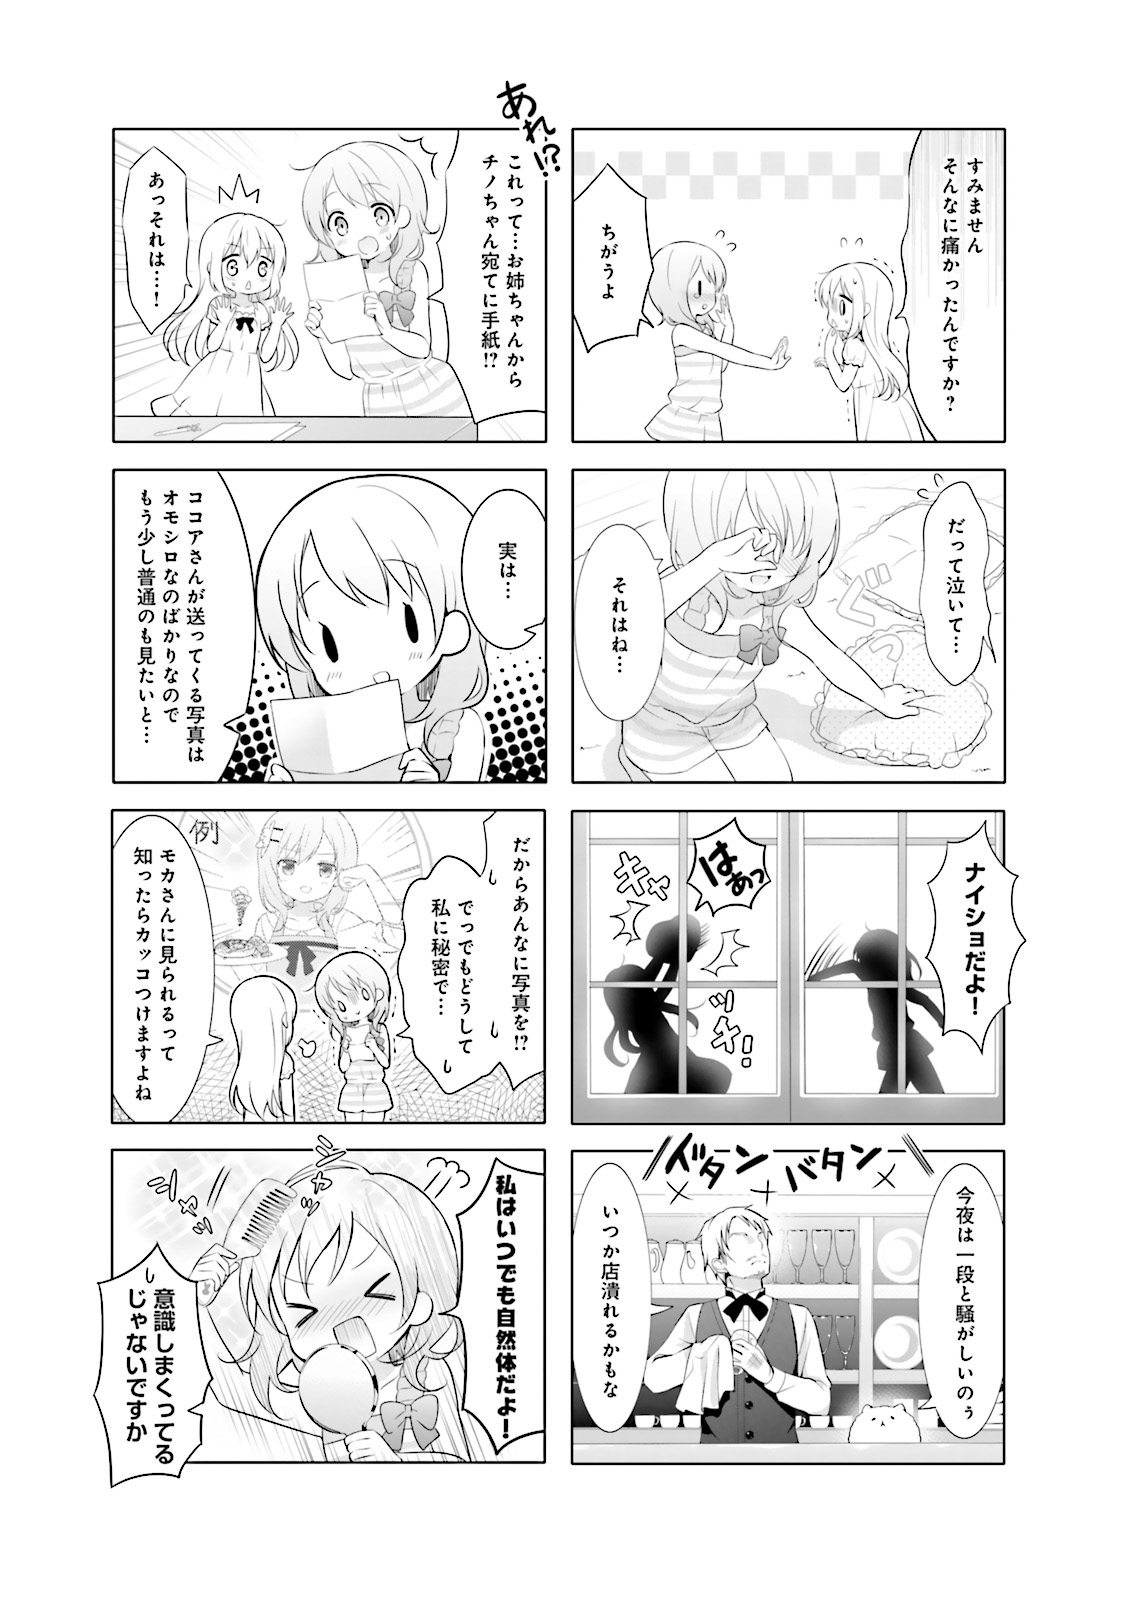 すみません
そんなに痛かったんですか？
ちがうよ
だって泣いて…
ぐっ
それはね…
ナイショだよ！
はぁっ
キャッ
ツチ！
ドタン
バタン
今夜は一段と騒がしいのぅ
いつか店潰れるかもな
あれ！？
これって…お姉ちゃんから
チノちゃん宛てに手紙！？
あっそれは…！
実は…
ココアさんが送ってくる写真は
オモシロなのばかりなので
もう少し普通のも見たいと…
だからあんなに写真を！？
でっでもどうして
私に秘密で…
例
モカさんに見られるって
知ったらカッコつけますよね
私はいつでも自然体だよ！
シャッ
シャッ
意識しまくってる
じゃないですか